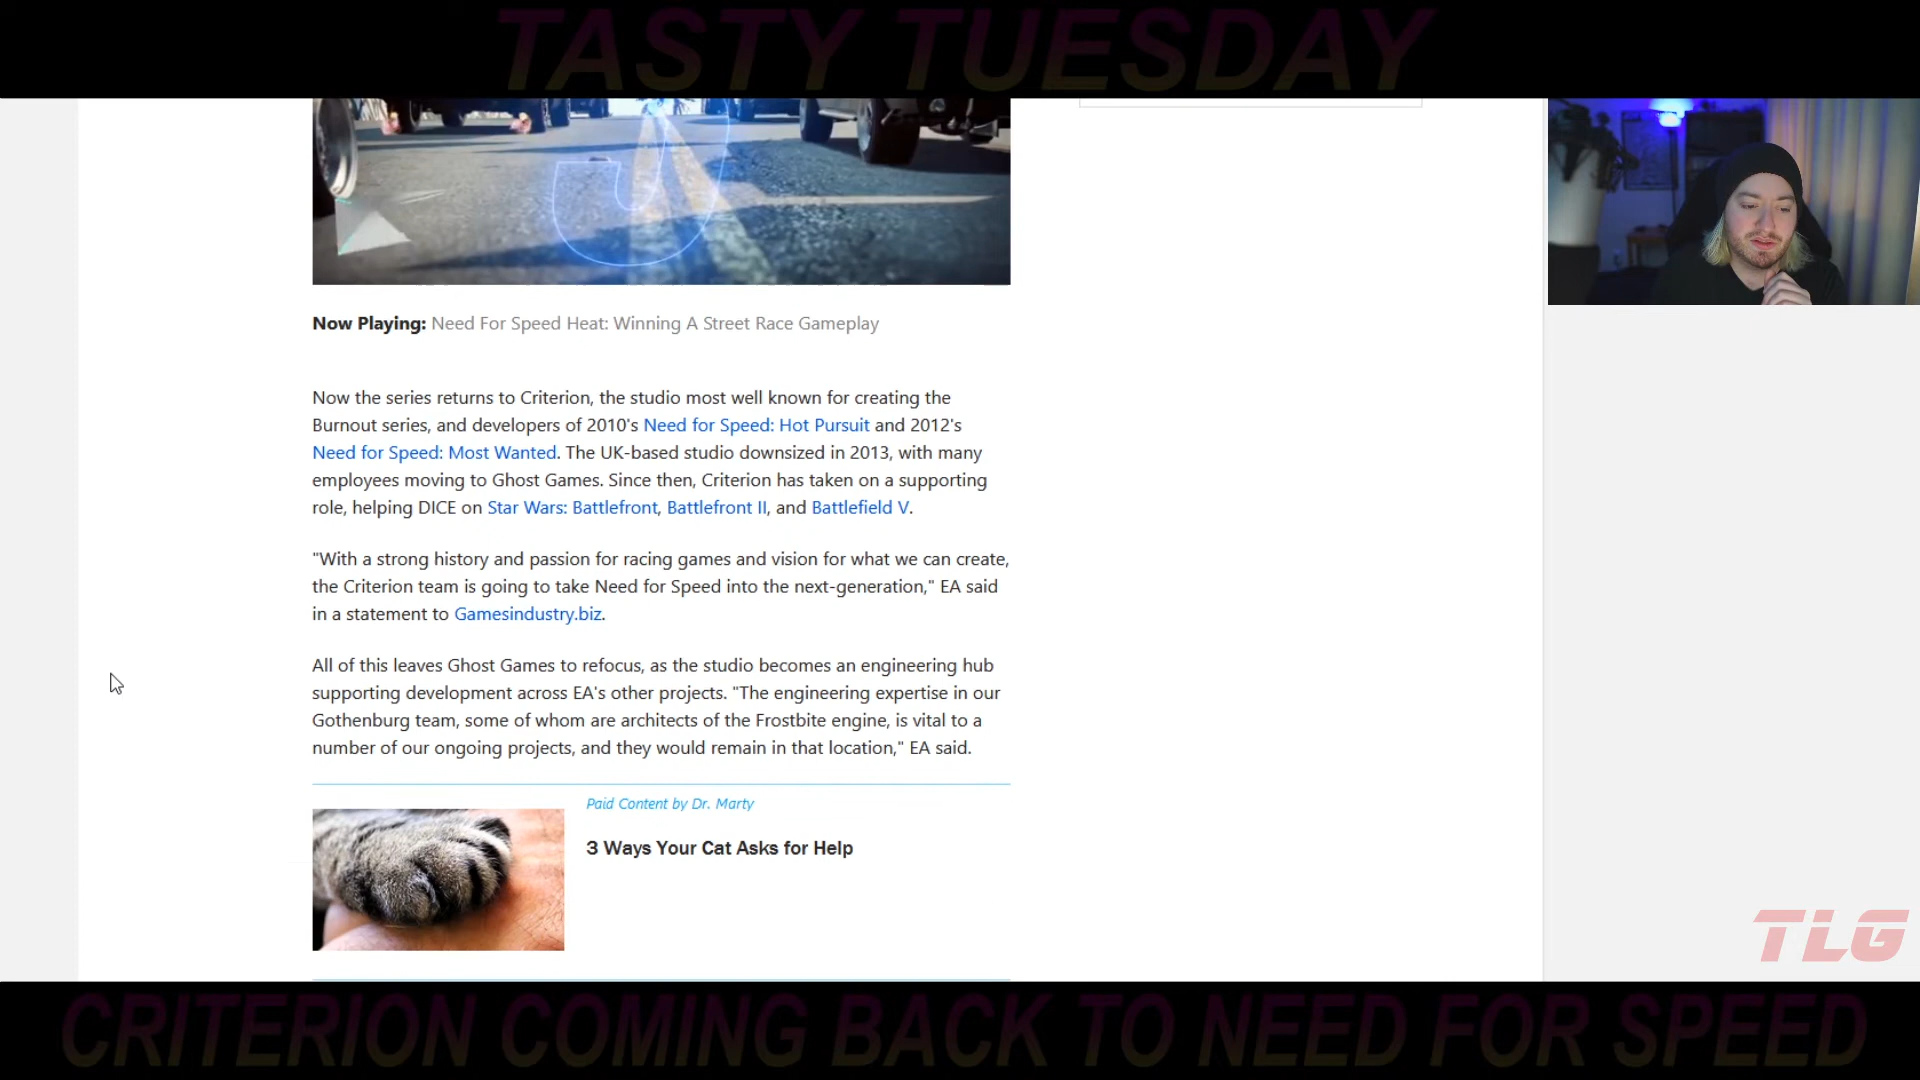 TASTY TUESDAY
Now Playing: Need For Speed Heat: Winning A Street Race Gameplay
Now the series returns to Criterion, the studio most well known for creating the
Burnout series, and developers of 2010's Need for Speed: Hot Pursuit and 2012's
Need for Speed: Most Wanted. The UK-based studio downsized in 2013, with many
employees moving to Ghost Games. Since then, Criterion has taken on a supporting
role, helping DICE on Star Wars: Battlefront, Battlefront II, and Battlefield V.
"With a strong history and passion for racing games and vision for what we can create,
the Criterion team is going to take Need for Speed into the next-generation," EA said
in a statement to Gamesindustry.biz.
All of this leaves Ghost Games to refocus, as the studio becomes an engineering hub
supporting development across EA's other projects. "The engineering expertise in our
Gothenburg team, some of whom are architects of the Frostbite engine, is vital to a
number of our ongoing projects, and they would remain in that location," EA said.
Paid Content by Dr. Marty
3 Ways Your Cat Asks for Help
TLG
CRITERION COMING BACK TO NEED FOR SPEED